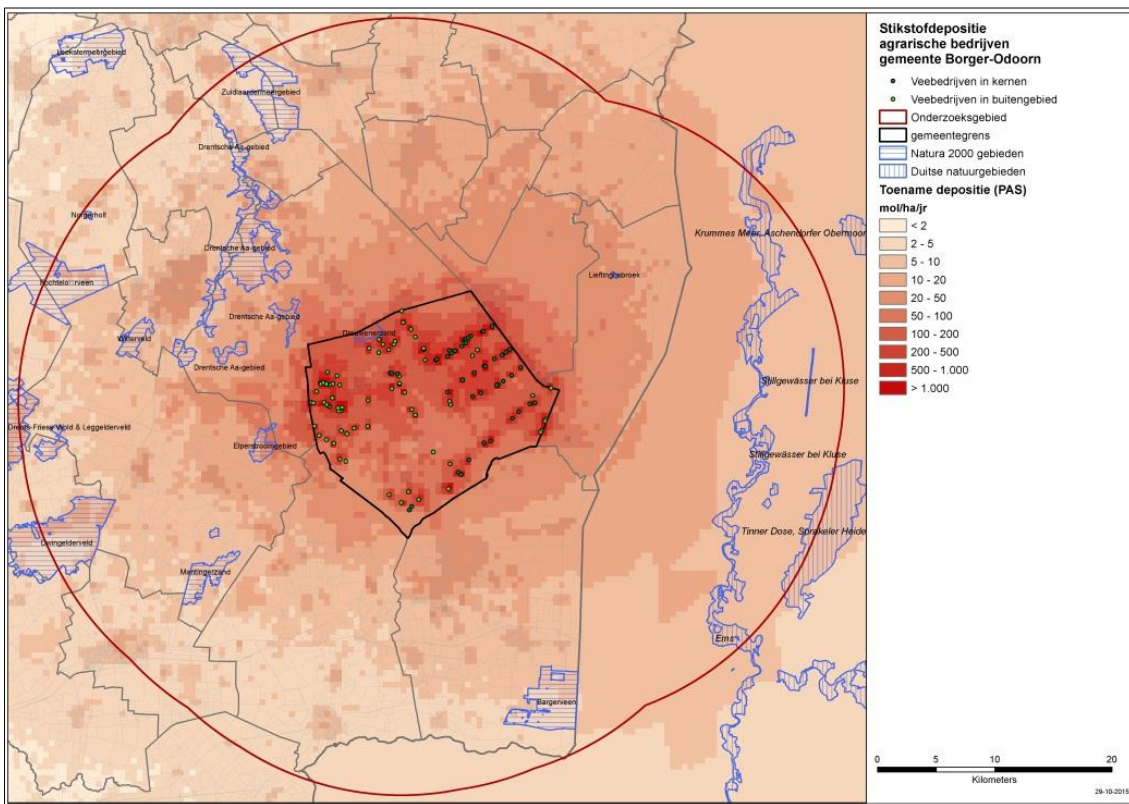 Stikstofdepositie
agrarische bedrijven
gemeente Borger-Odoorn
Veebedrijven in kernen
Veebedrijven in buitengebied
Onderzoeksgebied
gemeentegrens
Natura 2000 gebieden
Duitse natuurgebieden
Toename depositie (PAS)
mol/ha/jr
< 2
2 - 5
5 - 10
10 - 20
20 - 50
50 - 100
100 - 200
200 - 500
500 - 1.000
> 1.000
Leekstermeergebied
Zuidlaardermeergebied
Drentsche Aa-gebied
Norgerholt
Krummes Meer, Aschendorfer Obermoor
Drentsche Aa-gebied
Lieftinghsbroek
Drentsche Aa-gebied
Drouwenerzand
Witterveld
Drentsche Aa-gebied
Stillgewässer bei Kluse
Drents-Friese Wold & Leggelderveld
Elperstroomgebied
Stillgewässer bei Kluse
Tinner Dose, Sprakeler Heide
Dwingelderveld
Mantingerzand
Ems
Bargerveen
0 5 10 20
Kilometers
29-10-2015